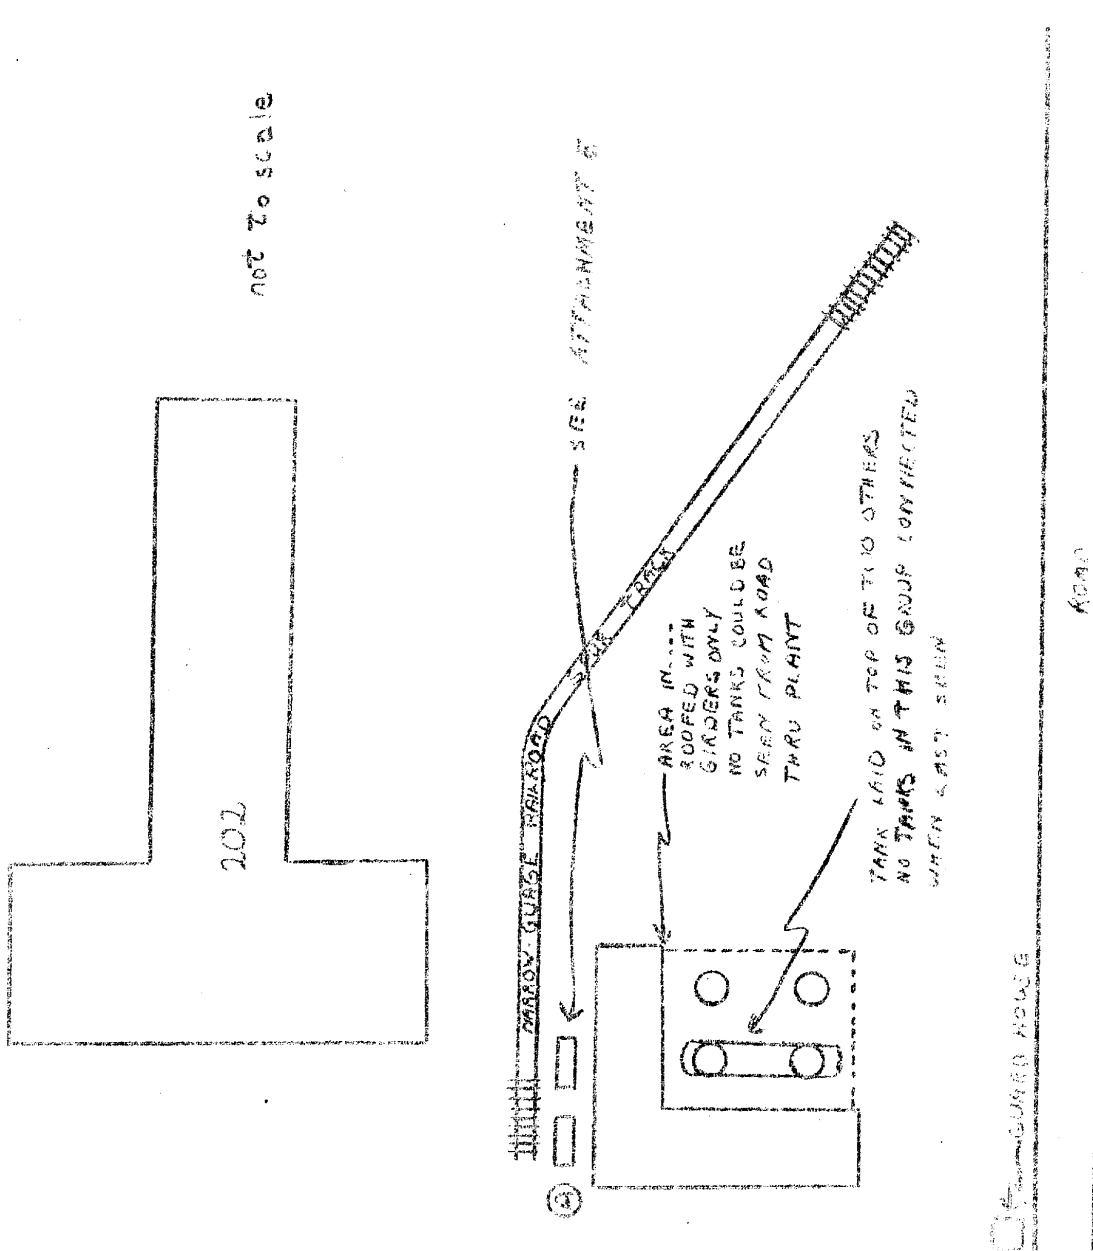 not to scale
202
SEE ATTACHMENT
NARROW-GUAGE RAILROAD
SPUR TRACK
AREA IN----
ROOFED WITH
GIRDERS ONLY
NO TANKS COULD BE
SEEN FROM ROAD
THRU PLANT
TANK LAID ON TOP OF TWO OTHERS
NO TANKS IN THIS GROUP CONNECTED
WHEN LAST SEEN
GUARD HOUSE
ROAD